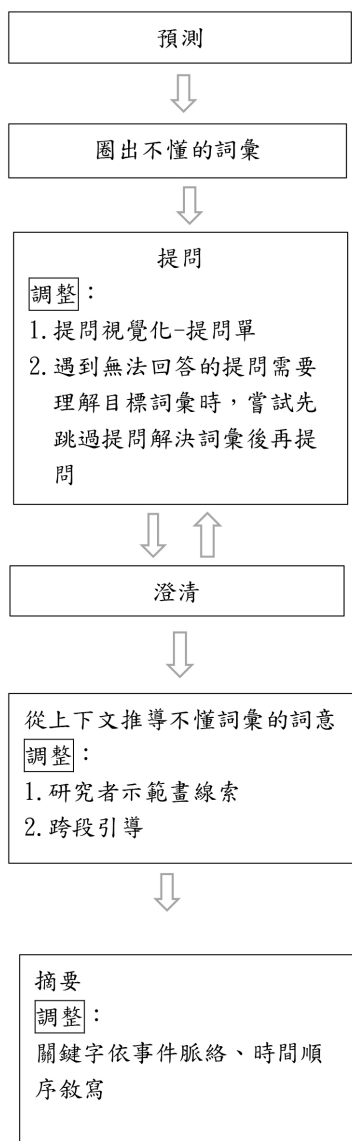 預測
圈出不懂的詞彙
提問
調整：
1.提問視覺化-提問單
2.遇到無法回答的提問需要
理解目標詞彙時，嘗試先
跳過提問解決詞彙後再提
問
澄清
從上下文推導不懂詞彙的詞意
調整：
1.研究者示範畫線索
2.跨段引導
摘要
調整：
關鍵字依事件脈絡、時間順
序敘寫